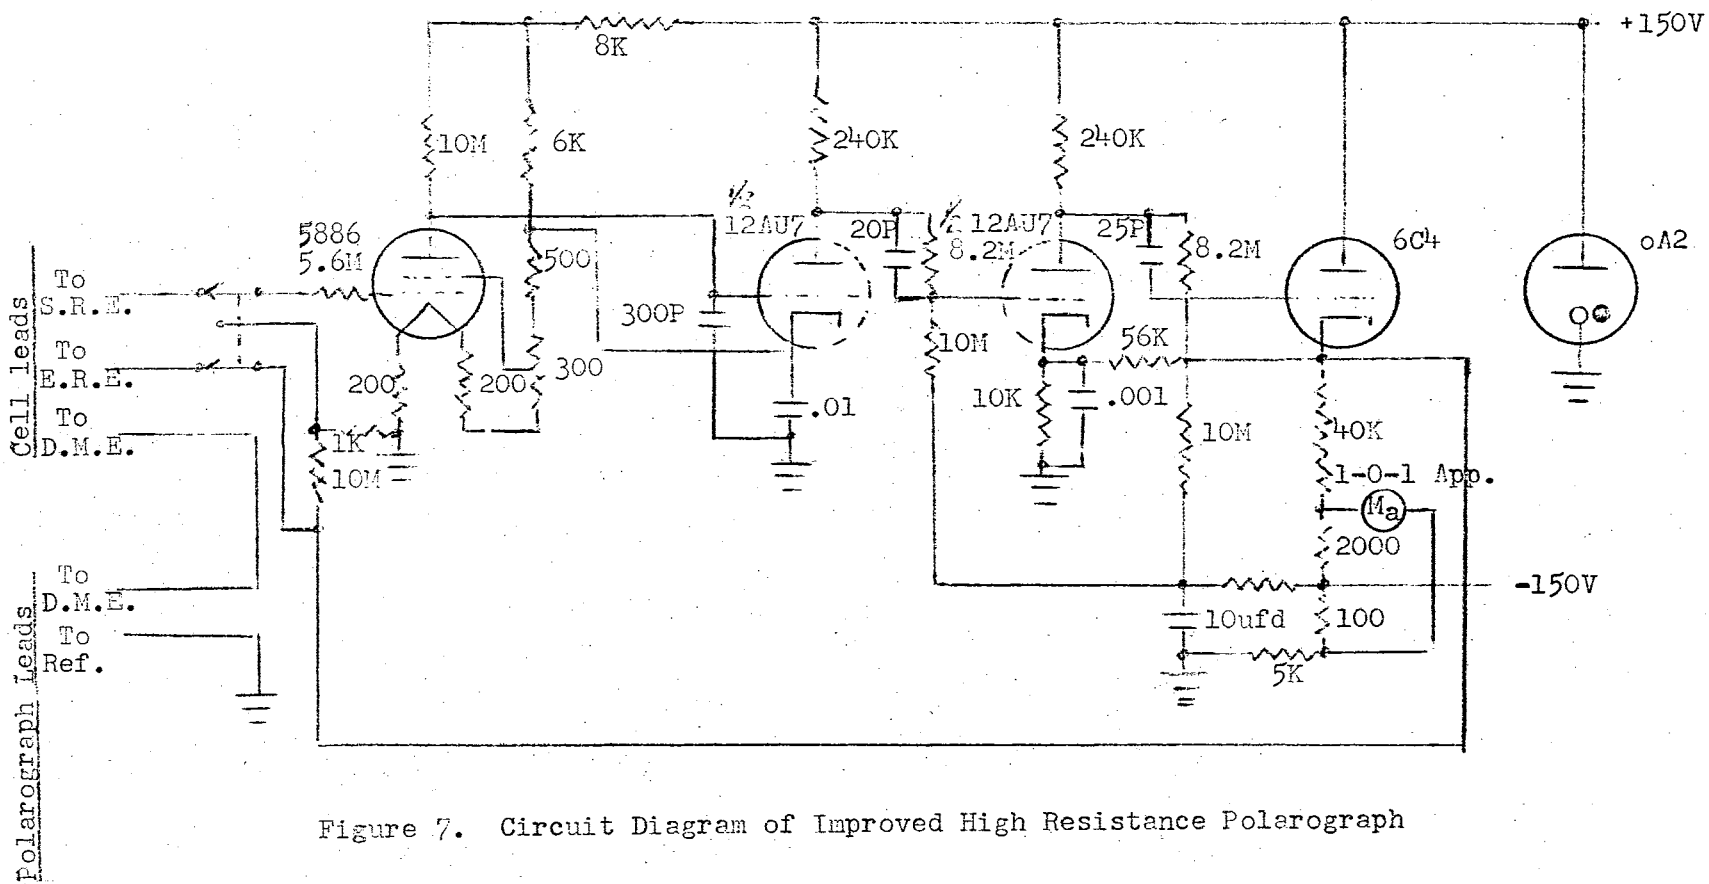 +150V
8K
10M
6K
240K
240K
5886
5.6M
500
½
12AU7
20P
8.2M
½ 12AU7
25P
8.2M
6C4
oA2
Cell leads
To
S.R.E.
To
E.R.E.
To
D.M.E.
300P
10M
56K
200
200
300
1K
10M
.01
10K
.001
10M
40K
1-0-1 App.
Ma
2000
-150V
Polarograph Leads
To
D.M.E.
To
Ref.
10ufd
100
5K
Figure 7. Circuit Diagram of Improved High Resistance Polarograph